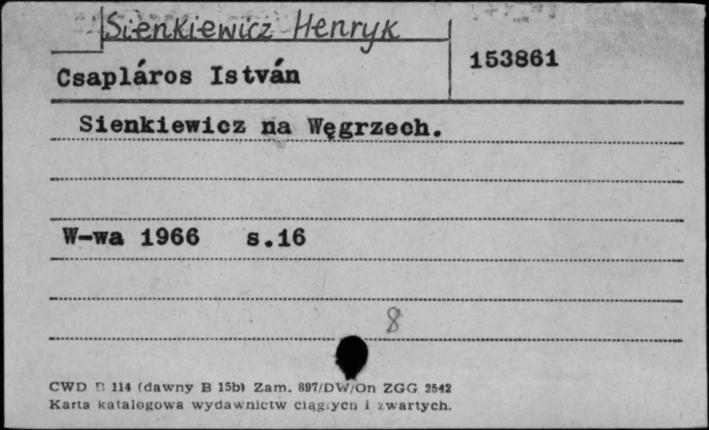 Sienkiewicz Henryk
153861
Csapláros István
Sienkiewicz na Węgrzech.
W-wa 1966 s.16
8
CWD B 114 (dawny B 15b) Zam. 897/DW/On ZGG 2542
Karta katalogowa wydawnictw ciągłych i zwartych.